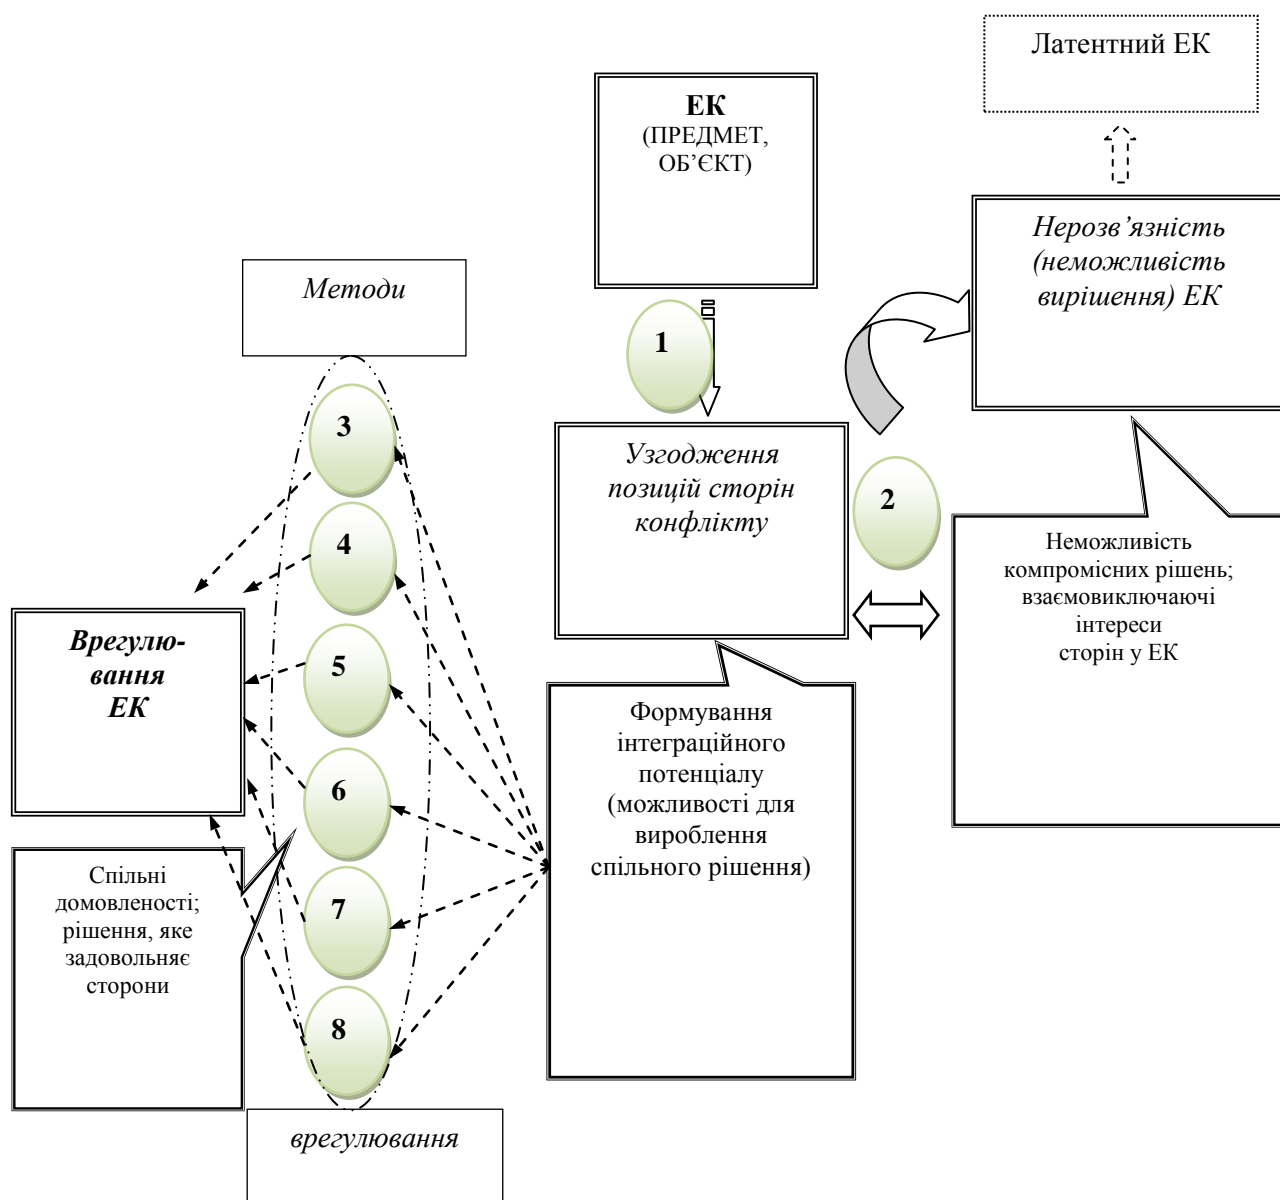 Латентний ЕК
ЕК
(ПРЕДМЕТ,
ОБ’ЄКТ)
Нерозв’язність
(неможливість
вирішення) ЕК
Методи
1
3
Узгодження
позицій сторін
конфлікту
2
4
Неможливість
компромісних рішень;
взаємовиключаючі
інтереси
сторін у ЕК
Врегулю-
вання
ЕК
5
Формування
інтеграційного
потенціалу
(можливості для
вироблення
спільного рішення)
6
Спільні
домовленості;
рішення, яке
задовольняє
сторони
7
8
врегулювання